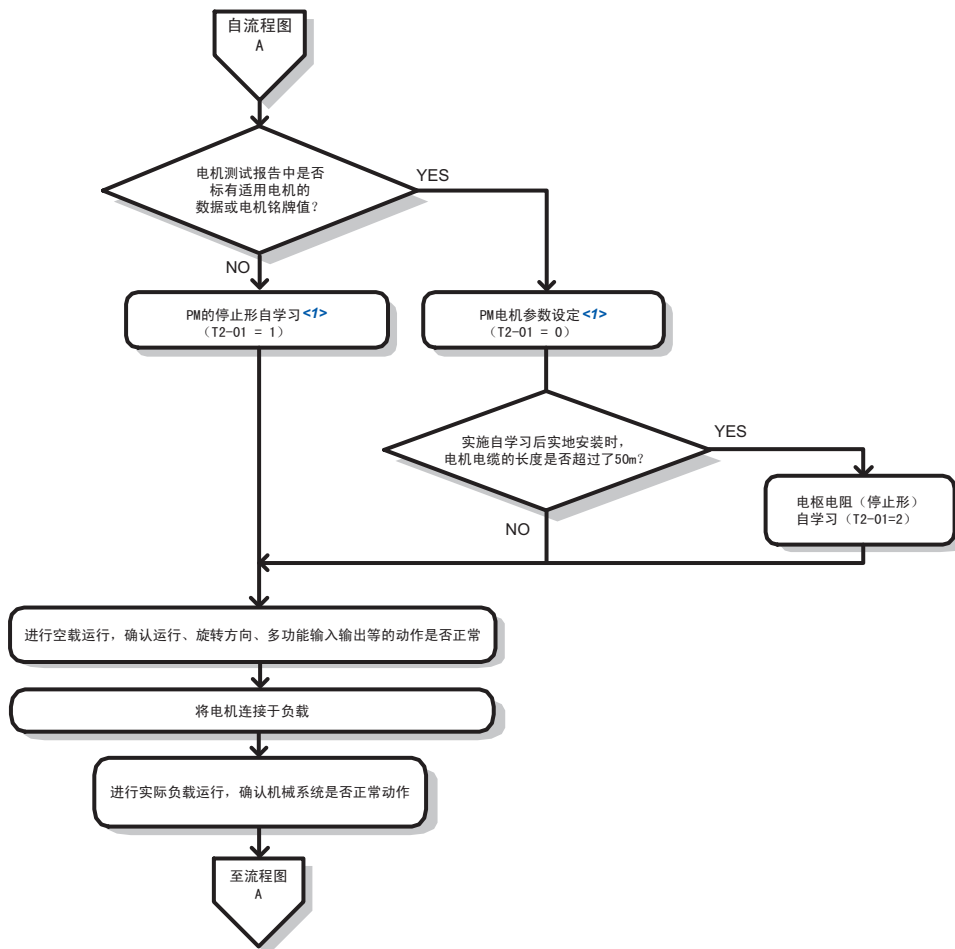 自流程图
A
电机测试报告中是否
标有适用电机的
数据或电机铭牌值?
YES
NO
PM的停止形自学习<1>
(T2-01 = 1)
PM电机参数设定<1>
(T2-01 = 0)
实施自学习后实地安装时,
电机电缆的长度是否超过了50m?
YES
NO
电枢电阻(停止形)
自学习(T2-01=2)
进行空载运行,确认运行、旋转方向、多功能输入输出等的动作是否正常
将电机连接于负载
进行实际负载运行,确认机械系统是否正常动作
至流程图
A